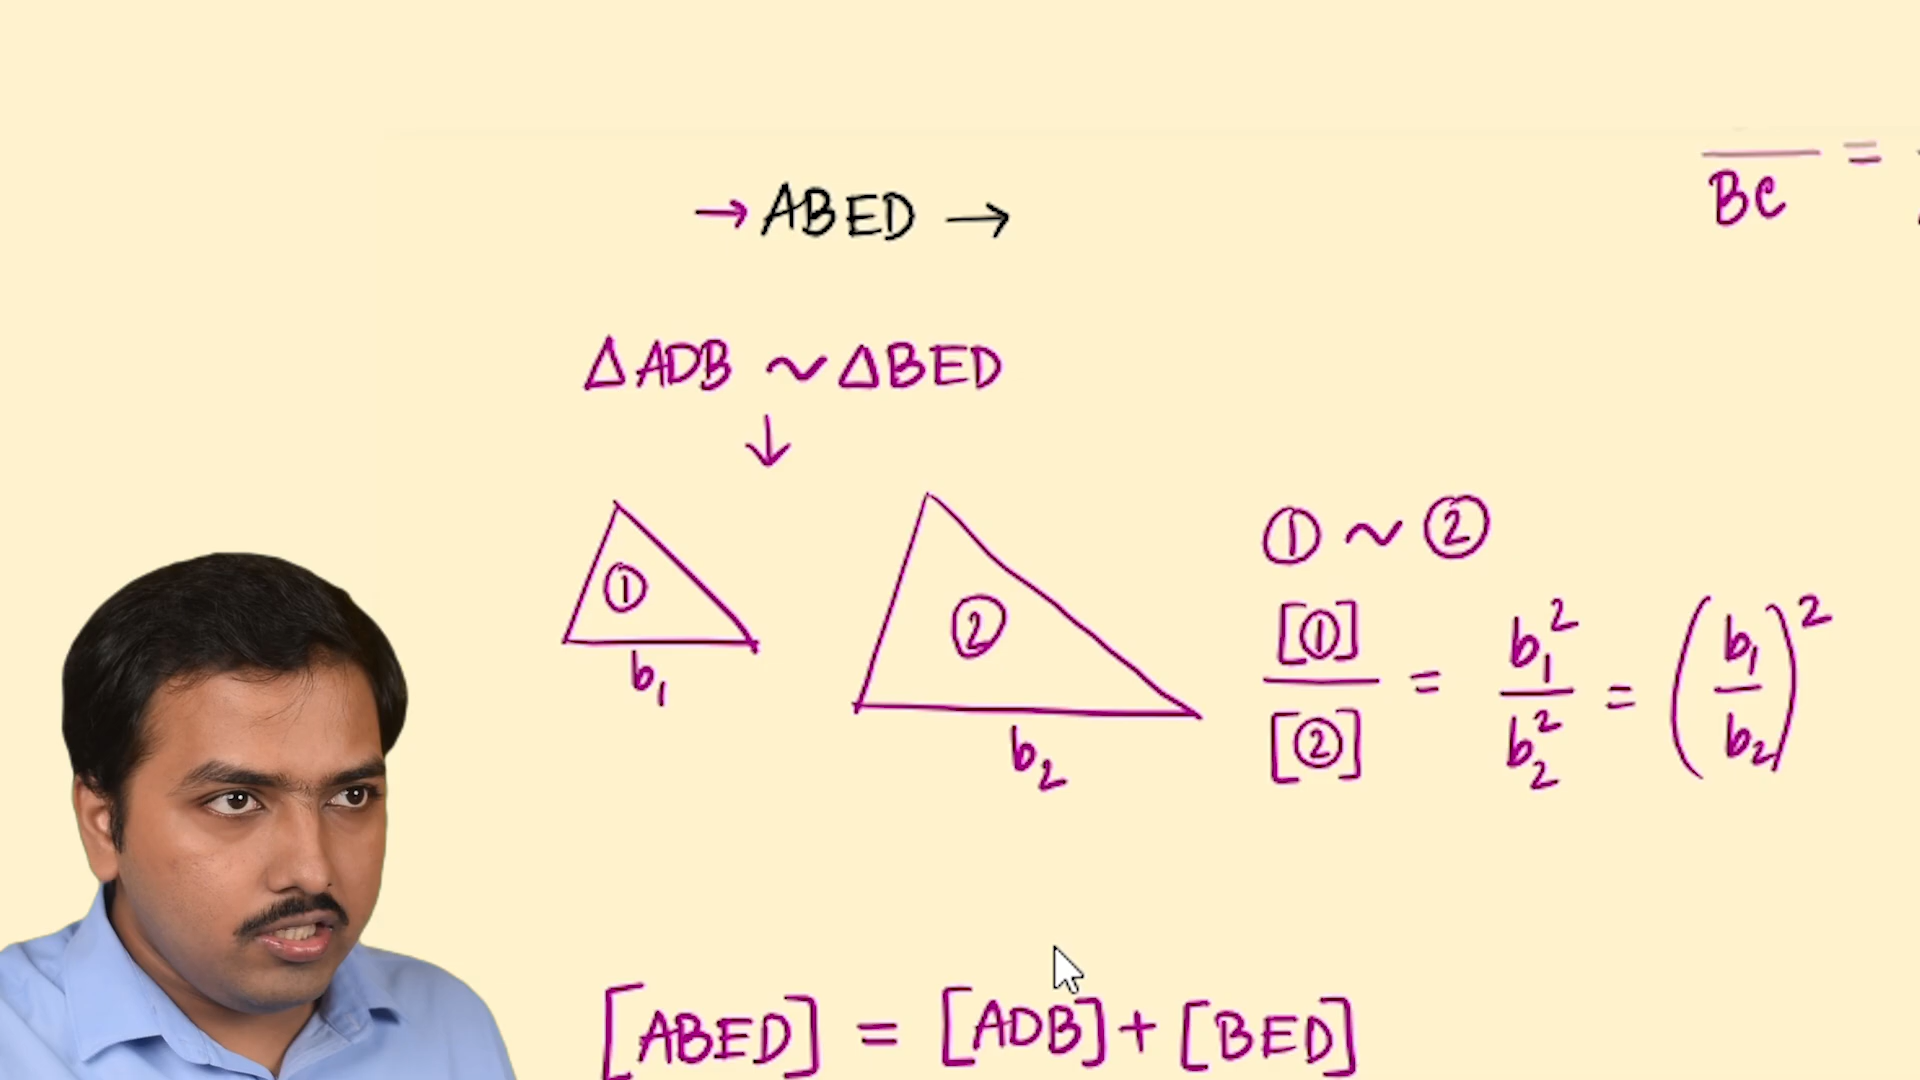 BC =
→ ABED →
ΔADB ~ ΔBED
↓
① ② ① ~ ②
[①]/[②] = b₁²/b₂² = (b₁/b₂)²
b₁
b₂
[ABED] = [ADB] + [BED]